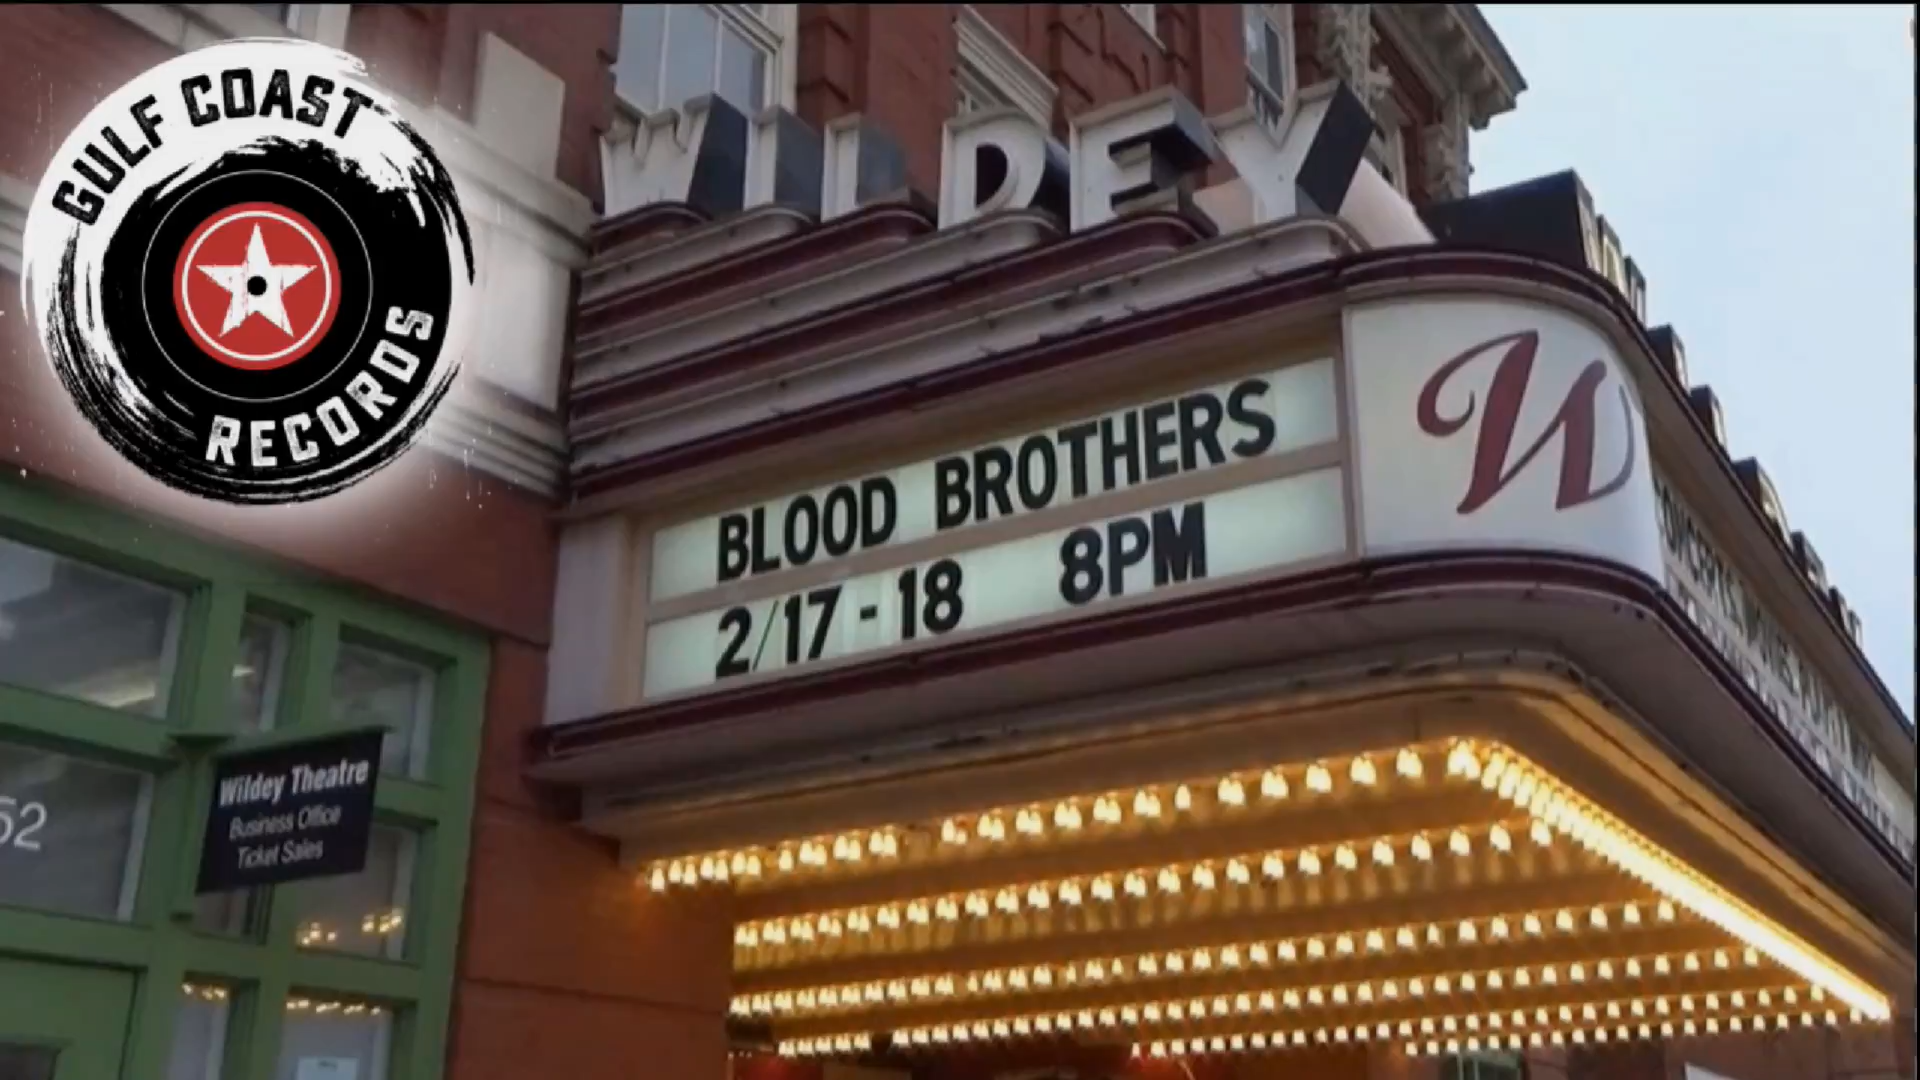 GULF COAST
RECORDS
WILDEY
BLOOD BROTHERS
2/17-18 8PM
W
Wildey Theatre
Business Office
Ticket Sales
52